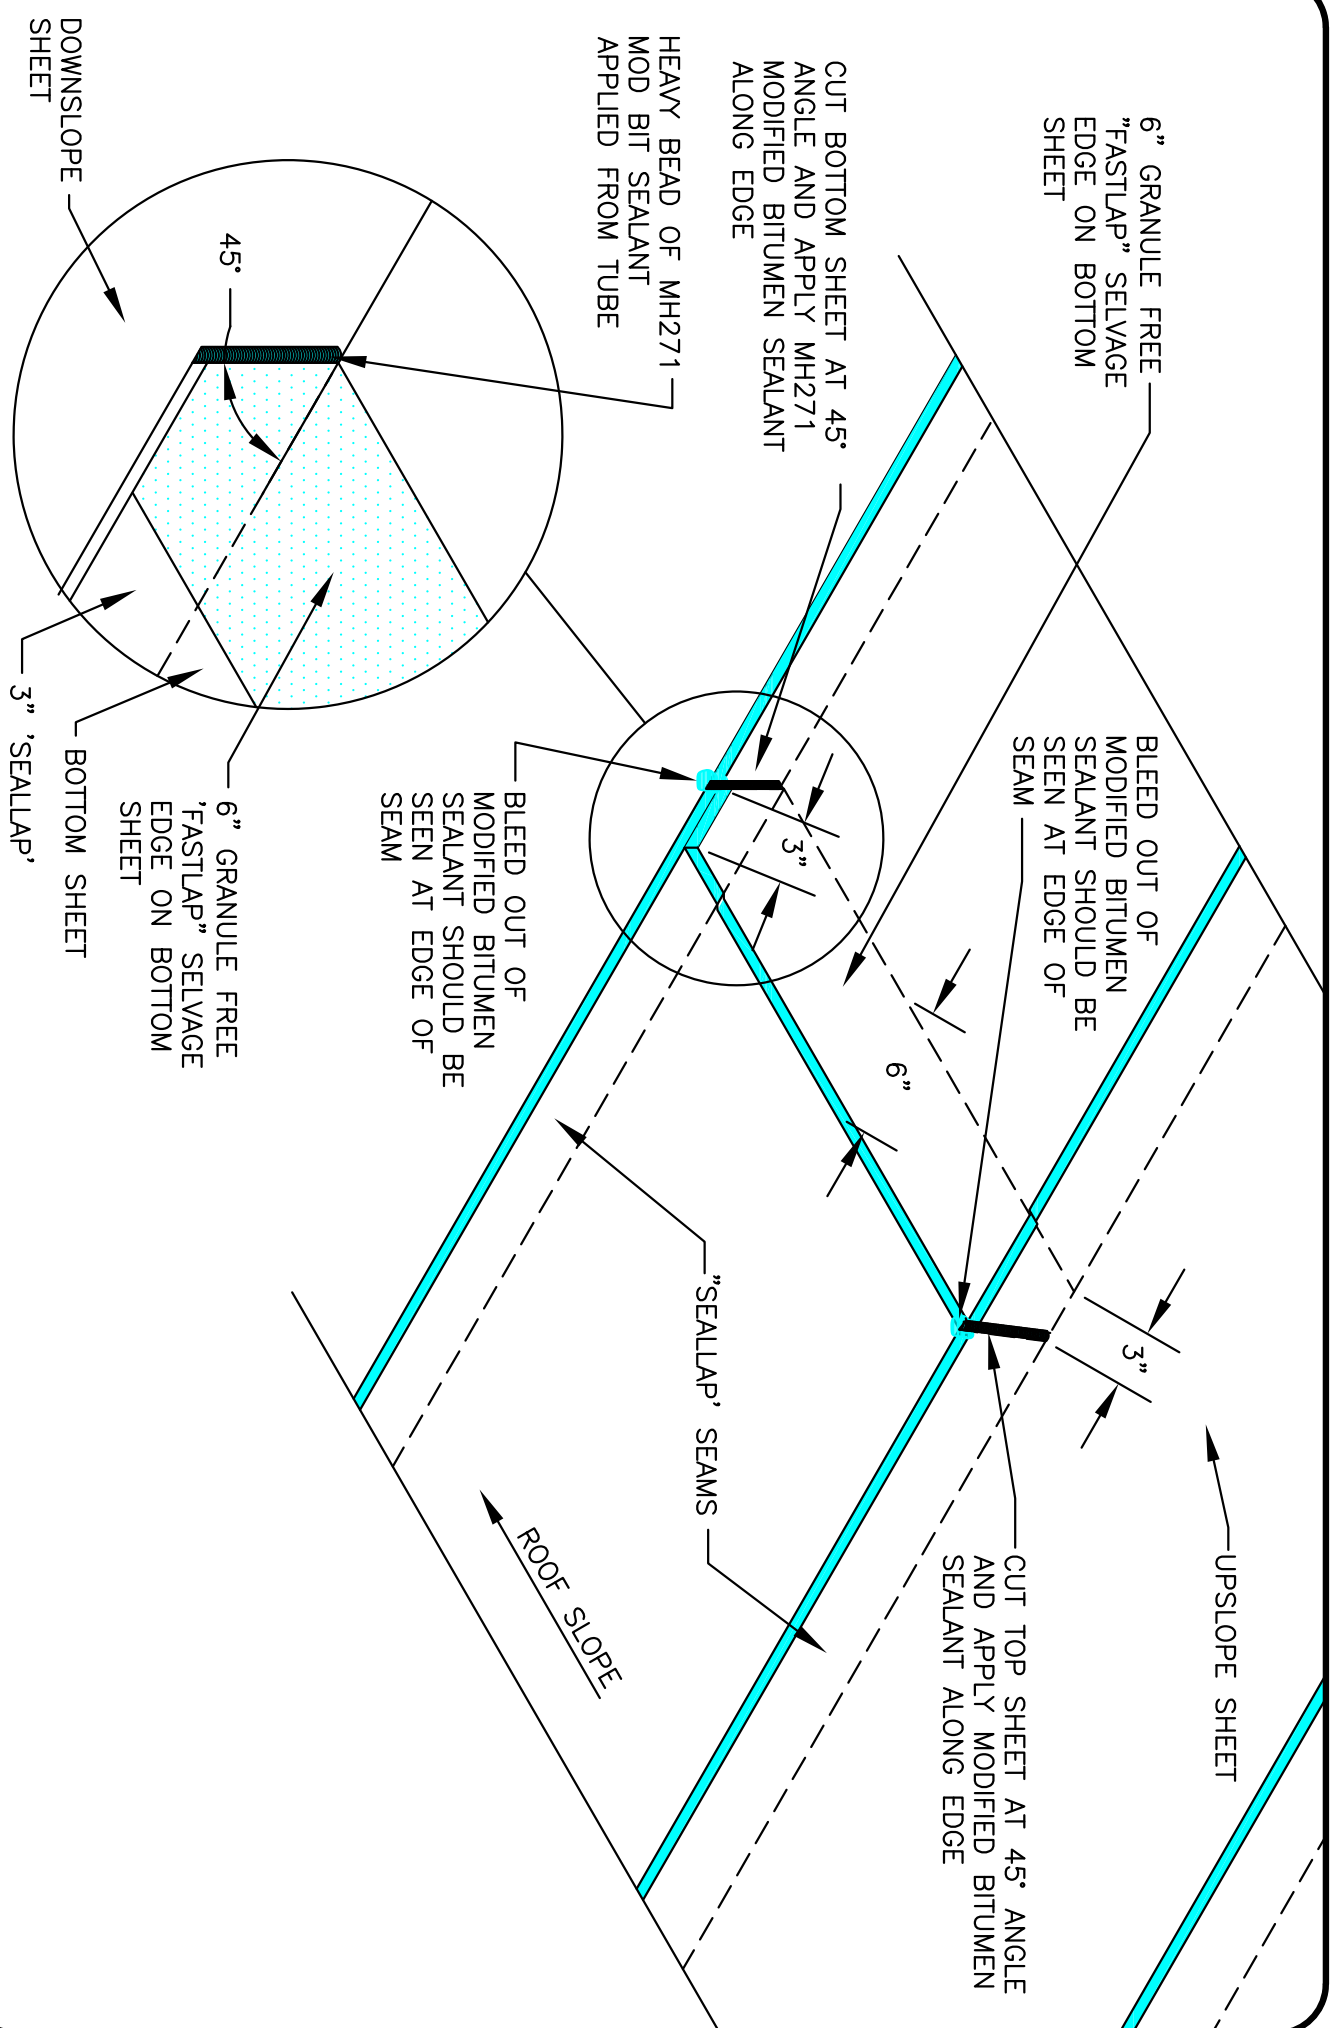 6" GRANULE FREE
"FASTLAP" SELVAGE
EDGE ON BOTTOM
SHEET
BLEED OUT OF
MODIFIED BITUMEN
SEALANT SHOULD BE
SEEN AT EDGE OF
SEAM
UPSLOPE SHEET
3"
CUT TOP SHEET AT 45° ANGLE
AND APPLY MODIFIED BITUMEN
SEALANT ALONG EDGE
CUT BOTTOM SHEET AT 45°
ANGLE AND APPLY MH271
MODIFIED BITUMEN SEALANT
ALONG EDGE
3"
6"
HEAVY BEAD OF MH271
MOD BIT SEALANT
APPLIED FROM TUBE
"SEALLAP' SEAMS
ROOF SLOPE
BLEED OUT OF
MODIFIED BITUMEN
SEALANT SHOULD BE
SEEN AT EDGE OF
SEAM
45°
6" GRANULE FREE
'FASTLAP" SELVAGE
EDGE ON BOTTOM
SHEET
DOWNSLOPE
SHEET
BOTTOM SHEET
3" 'SEALLAP'